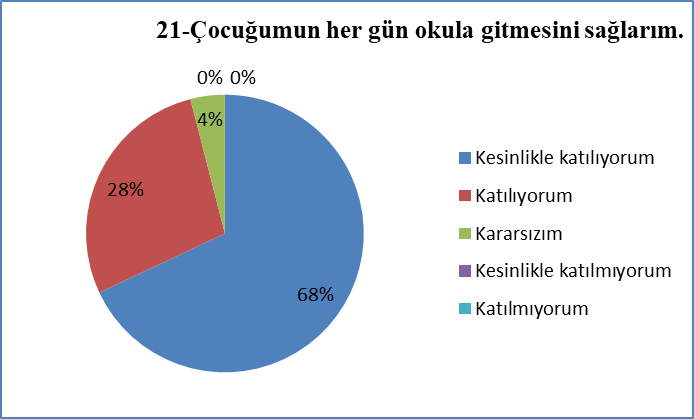 21-Çocuğumun her gün okula gitmesini sağlarım.
0% 0%
4%
28%
68%
Kesinlikle katılıyorum
Katılıyorum
Kararsızım
Kesinlikle katılmıyorum
Katılmıyorum